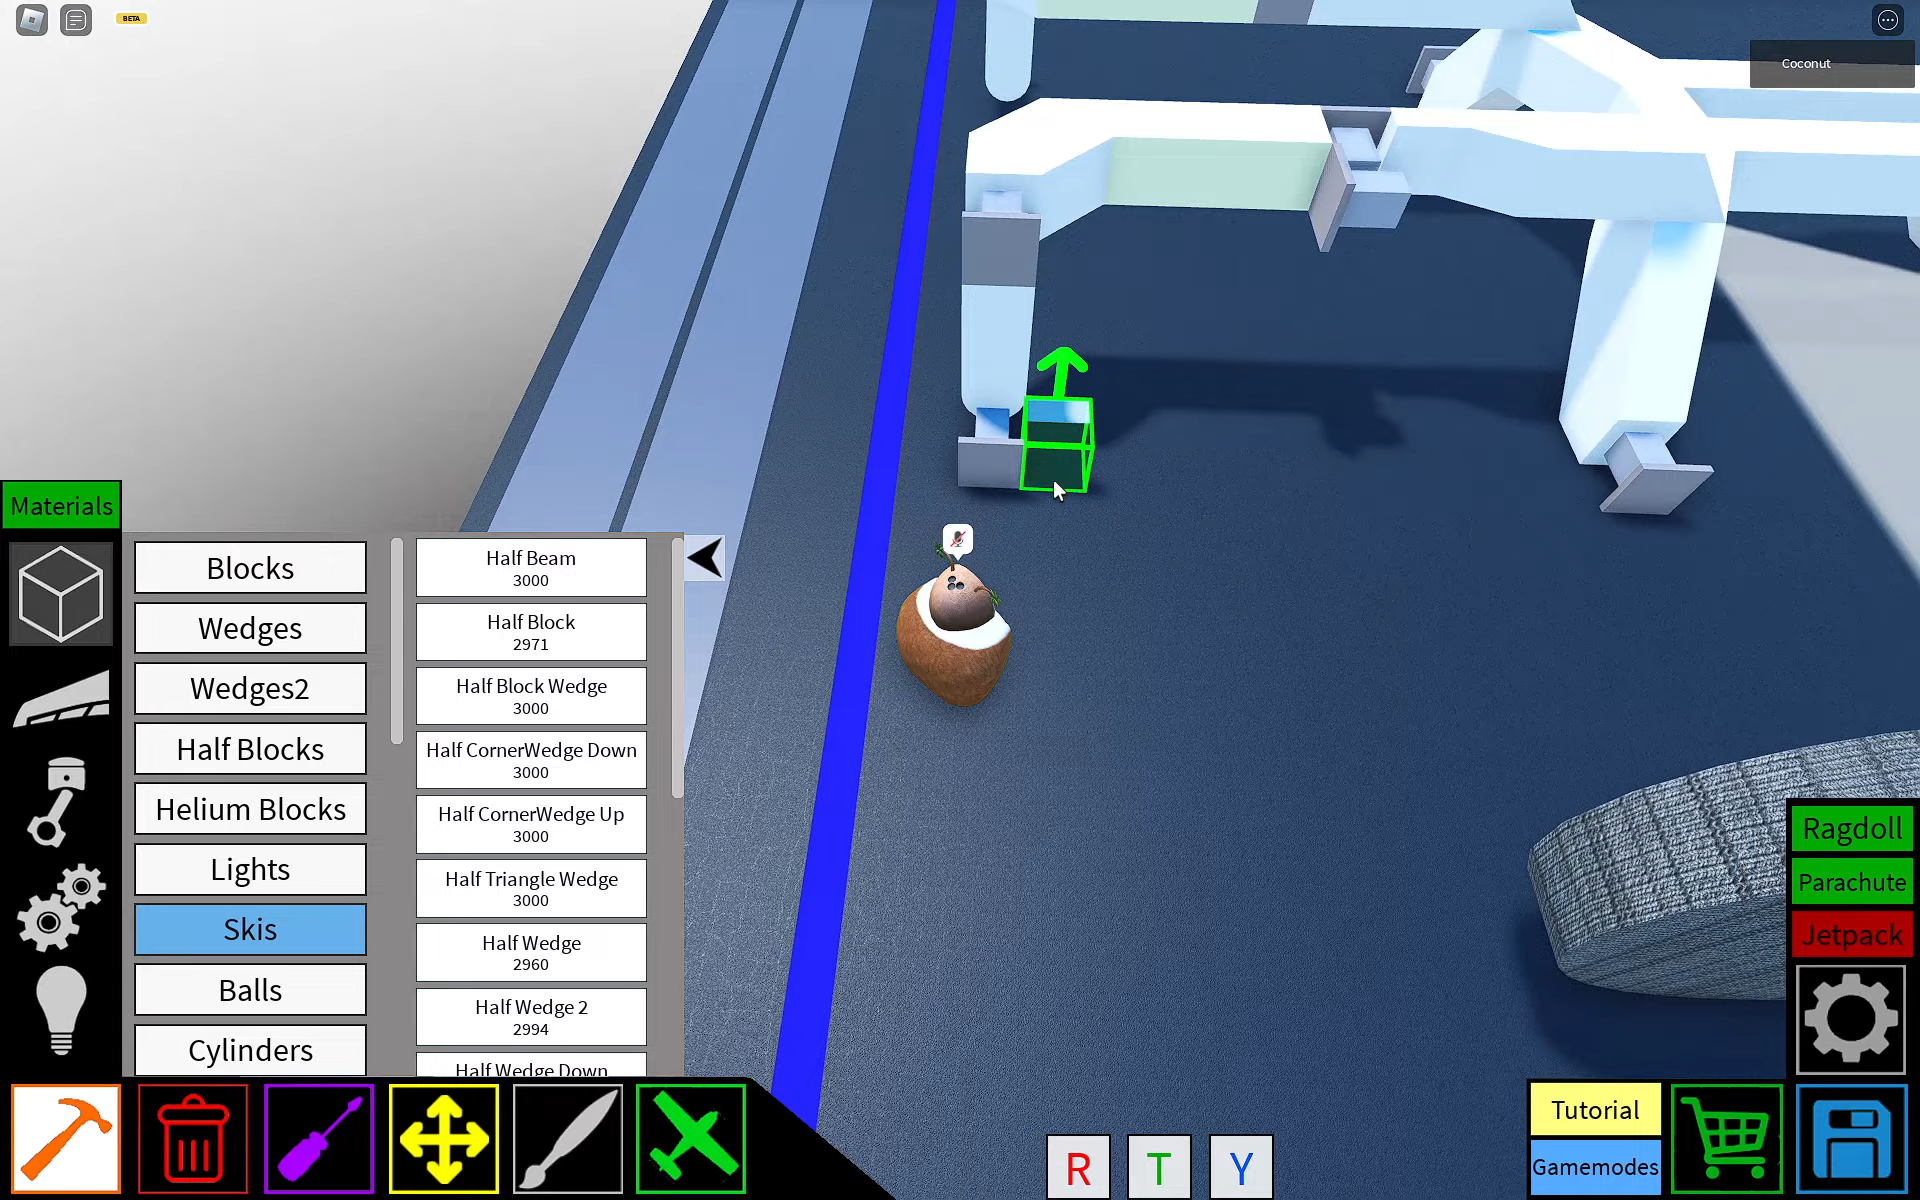 BETA
Coconut
Materials
Blocks
Wedges
Wedges2
Half Blocks
Helium Blocks
Lights
Skis
Balls
Cylinders
Half Beam
3000
Half Block
2971
Half Block Wedge
3000
Half CornerWedge Down
3000
Half CornerWedge Up
3000
Half Triangle Wedge
3000
Half Wedge
2960
Half Wedge 2
2994
Half Wedge Down
Ragdoll
Parachute
Jetpack
R
T
Y
Tutorial
Gamemodes